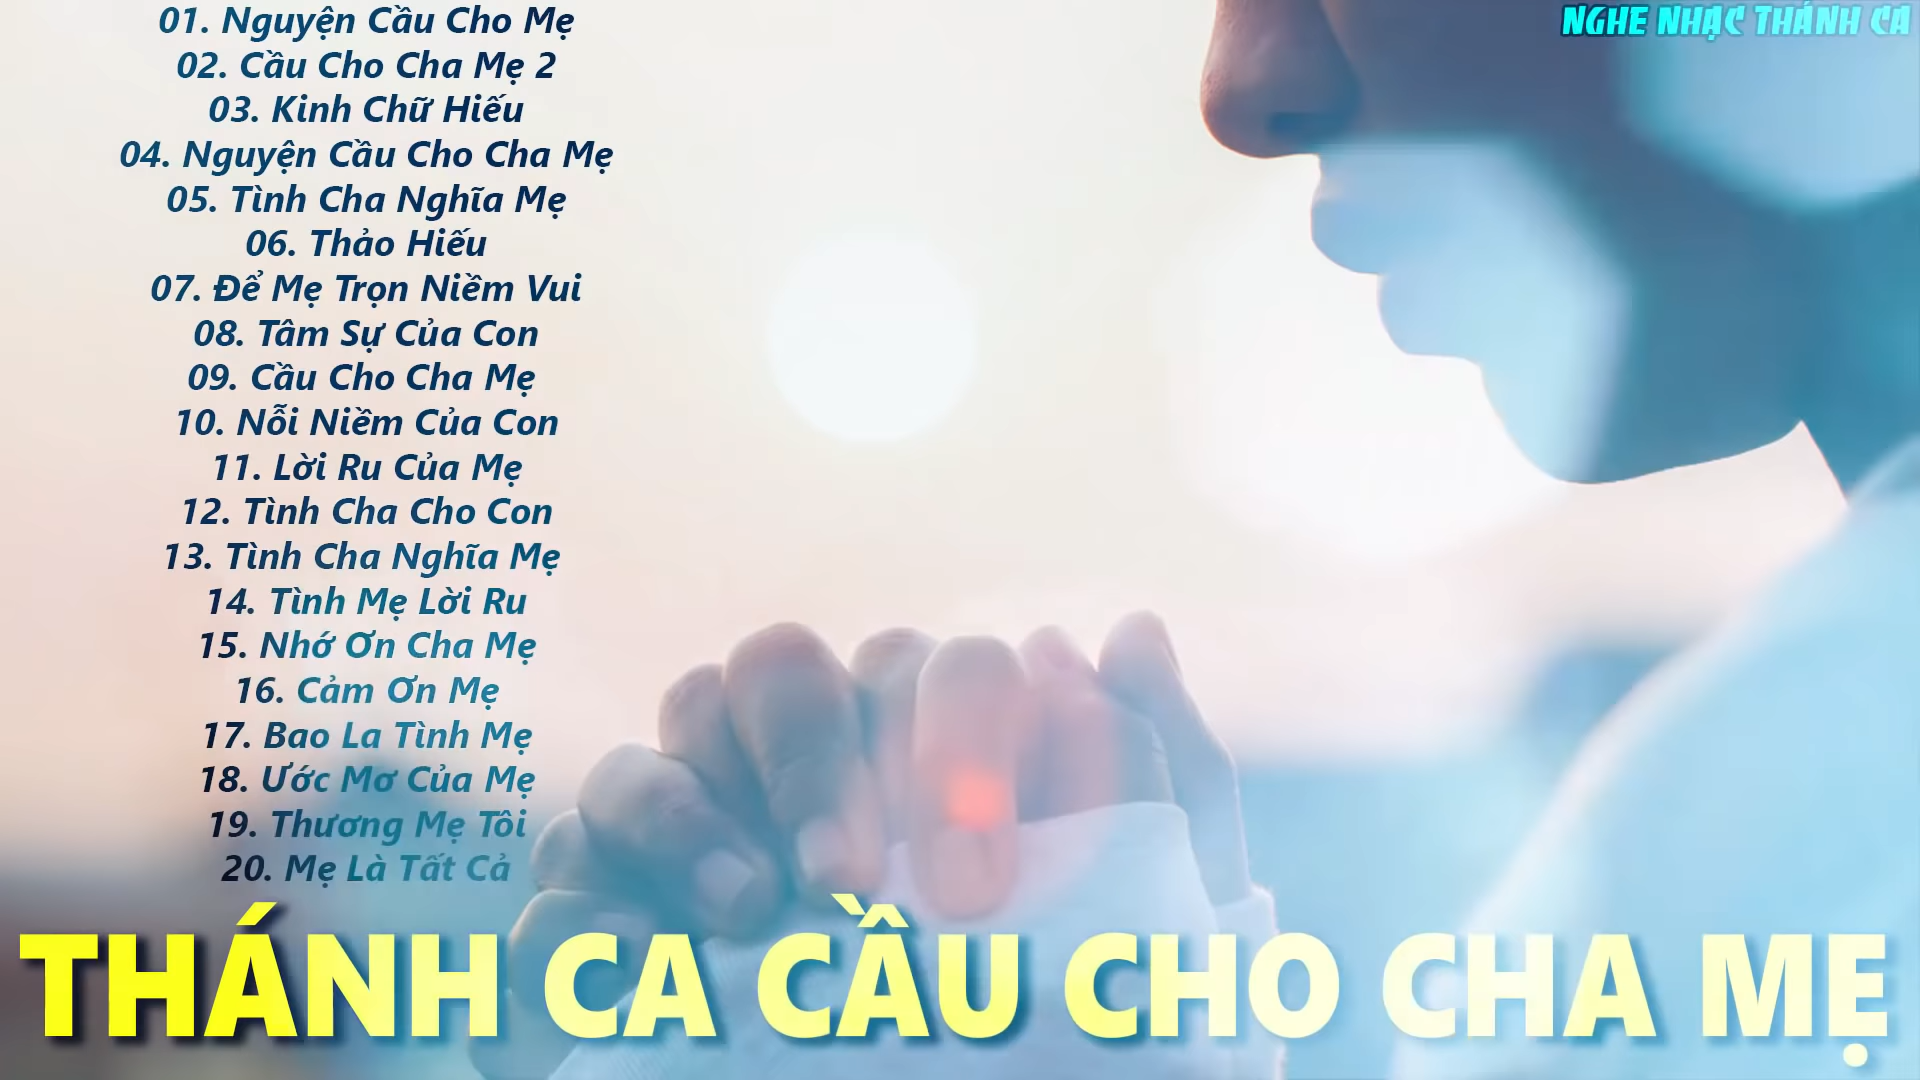 01. Nguyện Cầu Cho Mẹ
02. Cầu Cho Cha Mẹ 2
03. Kinh Chữ Hiếu
04. Nguyện Cầu Cho Cha Mẹ
05. Tình Cha Nghĩa Mẹ
06. Thảo Hiếu
07. Để Mẹ Trọn Niềm Vui
08. Tâm Sự Của Con
09. Cầu Cho Cha Mẹ
10. Nỗi Niềm Của Con
11. Lời Ru Của Mẹ
12. Tình Cha Cho Con
13. Tình Cha Nghĩa Mẹ
14. Tình Mẹ Lời Ru
15. Nhớ Ơn Cha Mẹ
16. Cảm Ơn Mẹ
17. Bao La Tình Mẹ
18. Ước Mơ Của Mẹ
19. Thương Mẹ Tôi
20. Mẹ Là Tất Cả
NGHE NHẠC THÁNH CA
THÁNH CA CẦU CHO CHA MẸ